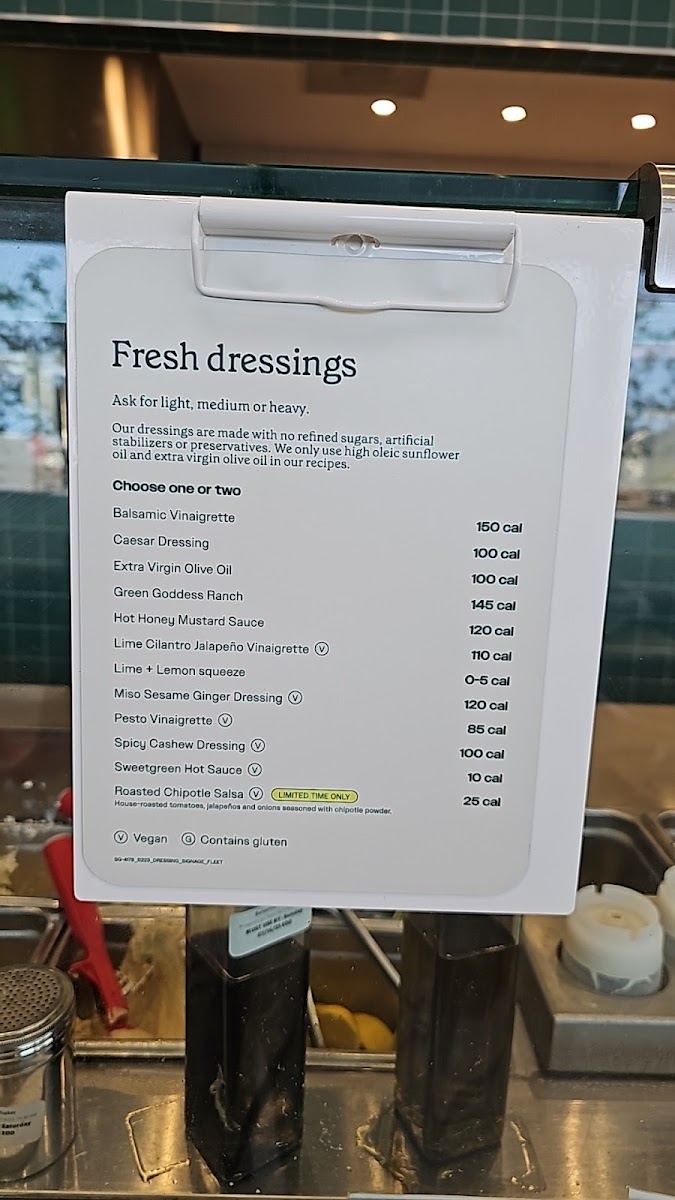 Fresh dressings
Ask for light, medium or heavy.
Our dressings are made with no refined sugars, artificial
stabilizers or preservatives. We only use high oleic sunflower
oil and extra virgin olive oil in our recipes.
Choose one or two
Balsamic Vinaigrette 150 cal
Caesar Dressing 100 cal
Extra Virgin Olive Oil 100 cal
Green Goddess Ranch 145 cal
Hot Honey Mustard Sauce 120 cal
Lime Cilantro Jalapeño Vinaigrette Ⓥ 110 cal
Lime + Lemon squeeze 0-5 cal
Miso Sesame Ginger Dressing Ⓥ 120 cal
Pesto Vinaigrette Ⓥ 85 cal
Spicy Cashew Dressing Ⓥ 100 cal
Sweetgreen Hot Sauce Ⓥ 10 cal
Roasted Chipotle Salsa Ⓥ LIMITED TIME ONLY 25 cal
House-roasted tomatoes, jalapeños and onions seasoned with chipotle powder.
Ⓥ Vegan Ⓖ Contains gluten
Saturday